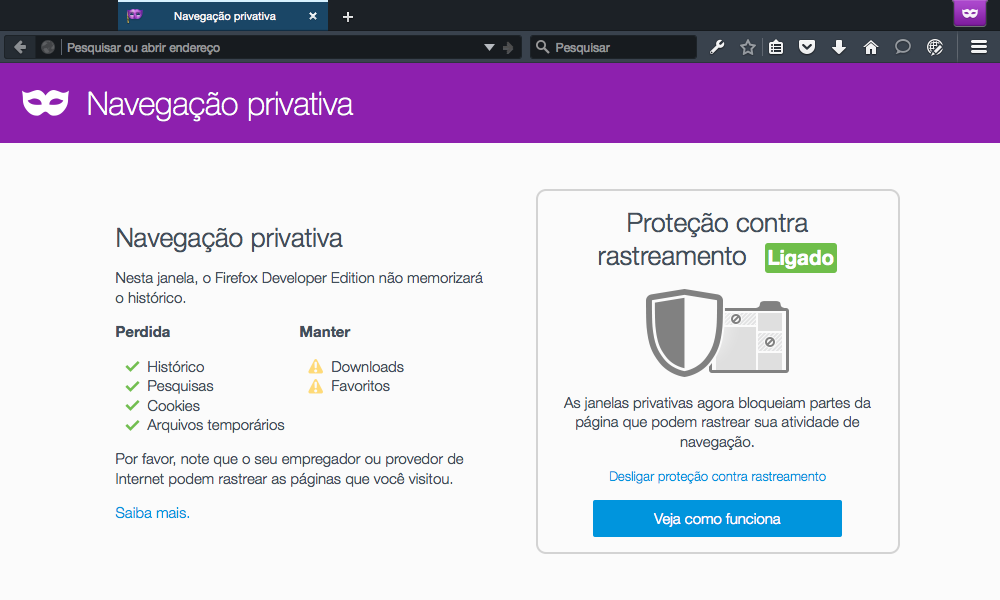 Navegação privativa
Pesquisar ou abrir endereço
Pesquisar
Navegação privativa
Navegação privativa
Nesta janela, o Firefox Developer Edition não memorizará
o histórico.
Perdida
Histórico
Pesquisas
Cookies
Arquivos temporários
Manter
Downloads
Favoritos
Por favor, note que o seu empregador ou provedor de
Internet podem rastrear as páginas que você visitou.
Saiba mais.
Proteção contra
rastreamento Ligado
As janelas privativas agora bloqueiam partes da
página que podem rastrear sua atividade de
navegação.
Desligar proteção contra rastreamento
Veja como funciona